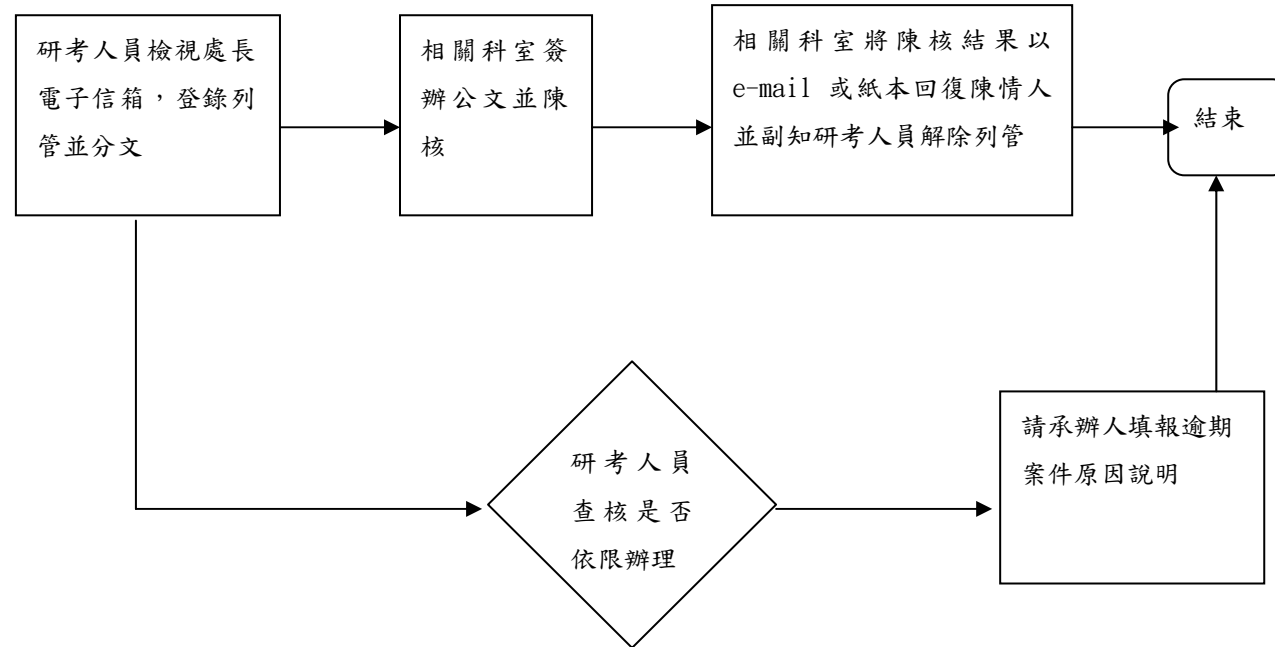 研考人員檢視處長
電子信箱，登錄列
管並分文
相關科室簽
辦公文並陳
核
相關科室將陳核結果以
e-mail 或紙本回復陳情人
並副知研考人員解除列管
結束
研考人員
查核是否
依限辦理
請承辦人填報逾期
案件原因說明